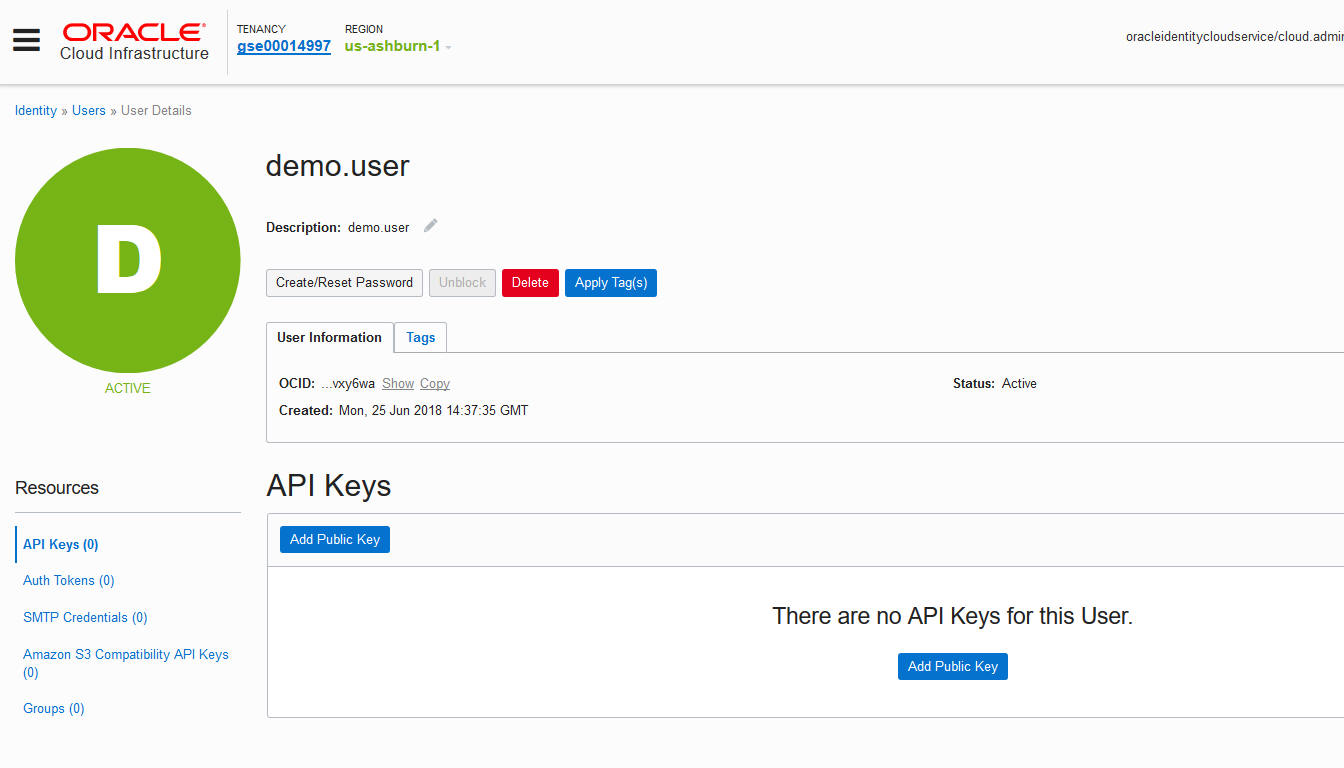 ORACLE
Cloud Infrastructure
TENANCY
gse00014997
REGION
us-ashburn-1
oracleidentitycloudservice/cloud.admin
Identity » Users » User Details
D
ACTIVE
demo.user
Description: demo.user
Create/Reset Password Unblock Delete Apply Tag(s)
User Information Tags
OCID: ...vxy6wa Show Copy Status: Active
Created: Mon, 25 Jun 2018 14:37:35 GMT
Resources
API Keys (0)
Auth Tokens (0)
SMTP Credentials (0)
Amazon S3 Compatibility API Keys
(0)
Groups (0)
API Keys
Add Public Key
There are no API Keys for this User.
Add Public Key